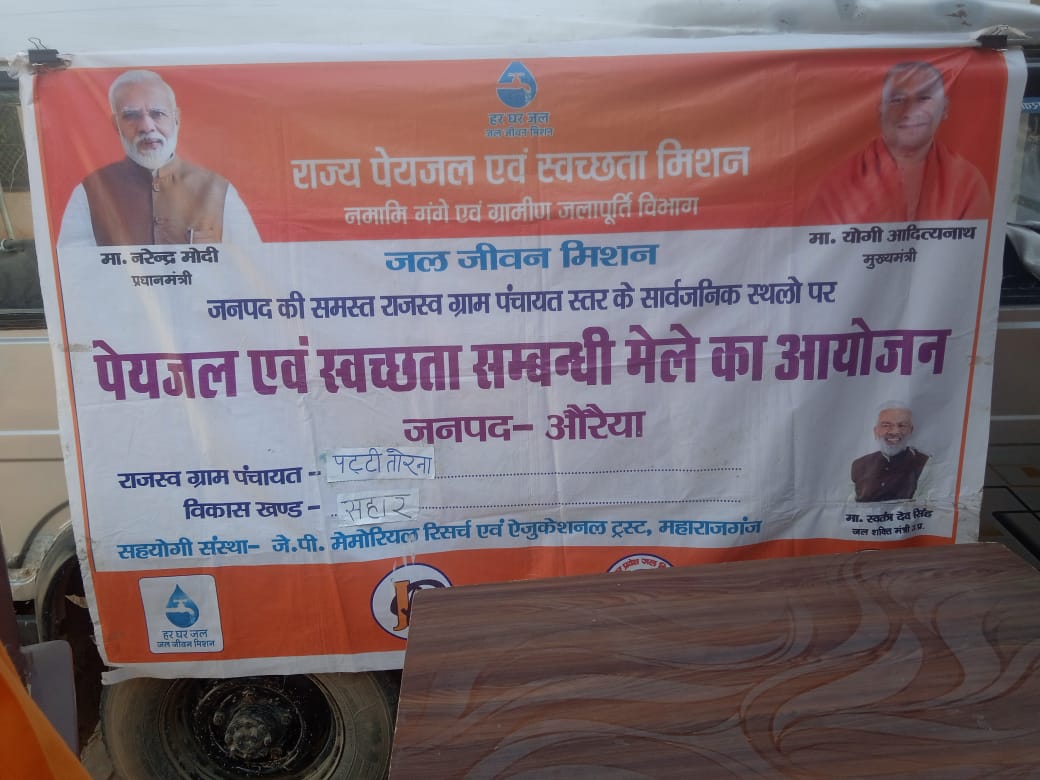 हर घर जल
जल जीवन मिशन
राज्य पेयजल एवं स्वच्छता मिशन
नमामि गंगे एवं ग्रामीण जलापूर्ति विभाग
मा. नरेन्द्र मोदी
प्रधानमंत्री
मा. योगी आदित्यनाथ
मुख्यमंत्री
जल जीवन मिशन
जनपद की समस्त राजस्व ग्राम पंचायत स्तर के सार्वजनिक स्थलो पर
पेयजल एवं स्वच्छता सम्बन्धी मेले का आयोजन
जनपद– औरैया
राजस्व ग्राम पंचायत – पट्टी तोरना
विकास खण्ड – सहार
मा. स्वतंत्र देव सिंह
जल शक्ति मंत्री उ.प्र.
सहयोगी संस्था– जे.पी. मेमोरियल रिसर्च एवं ऐजुकेशनल ट्रस्ट, महाराजगंज
हर घर जल
जल जीवन मिशन